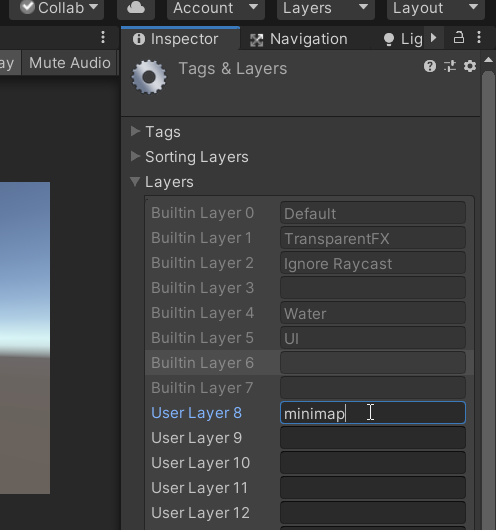 Collab Account Layers Layout
Inspector Navigation Lig
ay Mute Audio
Tags & Layers
Tags
Sorting Layers
Layers
Builtin Layer 0 Default
Builtin Layer 1 TransparentFX
Builtin Layer 2 Ignore Raycast
Builtin Layer 3
Builtin Layer 4 Water
Builtin Layer 5 UI
Builtin Layer 6
Builtin Layer 7
User Layer 8 minimap
User Layer 9
User Layer 10
User Layer 11
User Layer 12